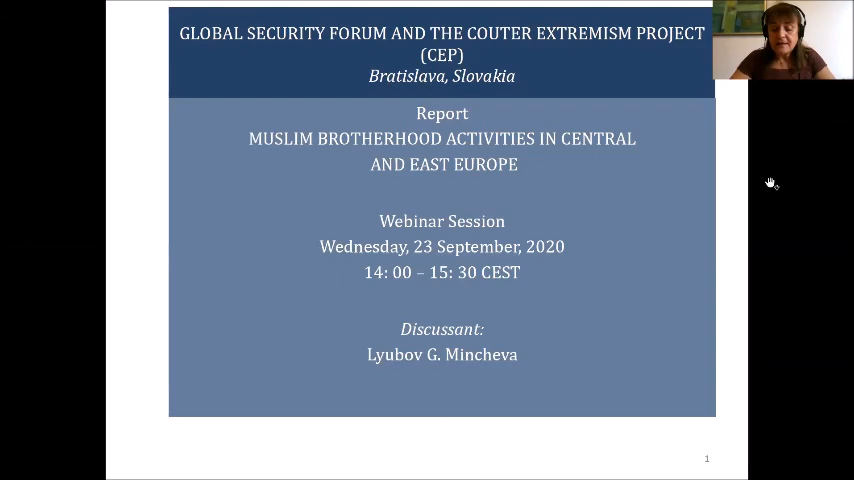 GLOBAL SECURITY FORUM AND THE COUTER EXTREMISM PROJECT
(CEP)
Bratislava, Slovakia
Report
MUSLIM BROTHERHOOD ACTIVITIES IN CENTRAL
AND EAST EUROPE
Webinar Session
Wednesday, 23 September, 2020
14: 00 – 15: 30 CEST
Discussant:
Lyubov G. Mincheva
1